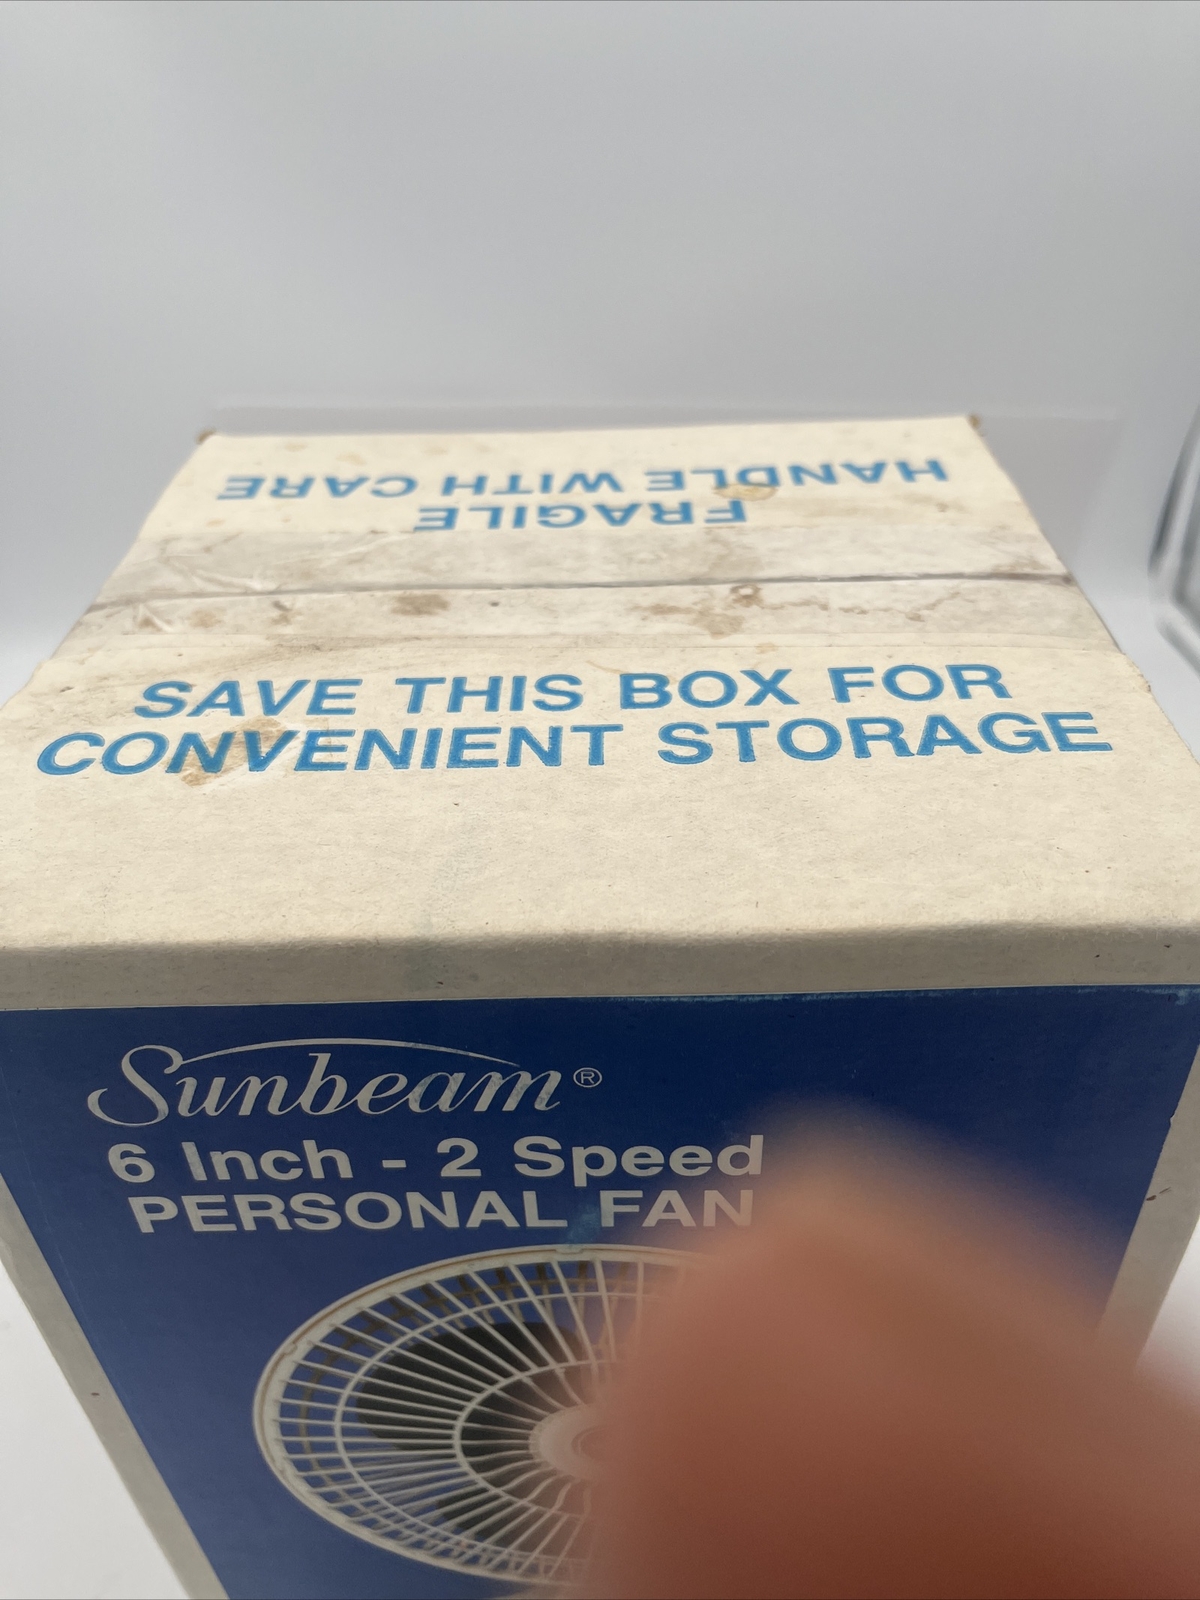 FRAGILE
HANDLE WITH CARE
SAVE THIS BOX FOR
CONVENIENT STORAGE
Sunbeam®
6 Inch - 2 Speed
PERSONAL FAN